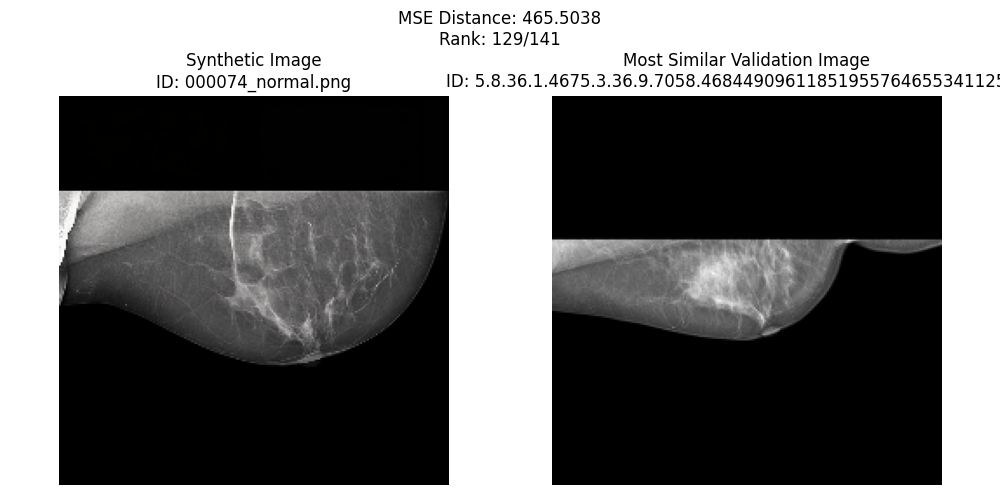 MSE Distance: 465.5038
Rank: 129/141
Synthetic Image
ID: 000074_normal.png
Most Similar Validation Image
ID: 5.8.36.1.4675.3.36.9.7058.46844909611851955764655341125